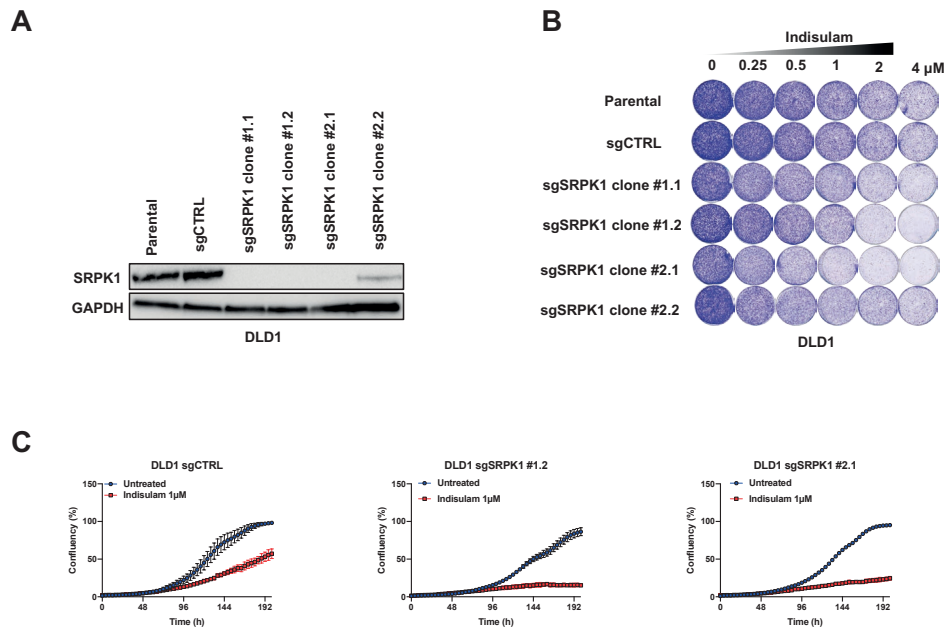 A
Parental
sgCTRL
sgSRPK1 clone #1.1
sgSRPK1 clone #1.2
sgSRPK1 clone #2.1
sgSRPK1 clone #2.2
SRPK1
GAPDH
DLD1
B
Indisulam
0 0.25 0.5 1 2 4 µM
Parental
sgCTRL
sgSRPK1 clone #1.1
sgSRPK1 clone #1.2
sgSRPK1 clone #2.1
sgSRPK1 clone #2.2
DLD1
C
DLD1 sgCTRL
Untreated
Indisulam 1µM
150
100
50
0
Confluency (%)
0 48 96 144 192
Time (h)
DLD1 sgSRPK1 #1.2
Untreated
Indisulam 1µM
150
100
50
0
Confluency (%)
0 48 96 144 192
Time (h)
DLD1 sgSRPK1 #2.1
Untreated
Indisulam 1µM
150
100
50
0
Confluency (%)
0 48 96 144 192
Time (h)